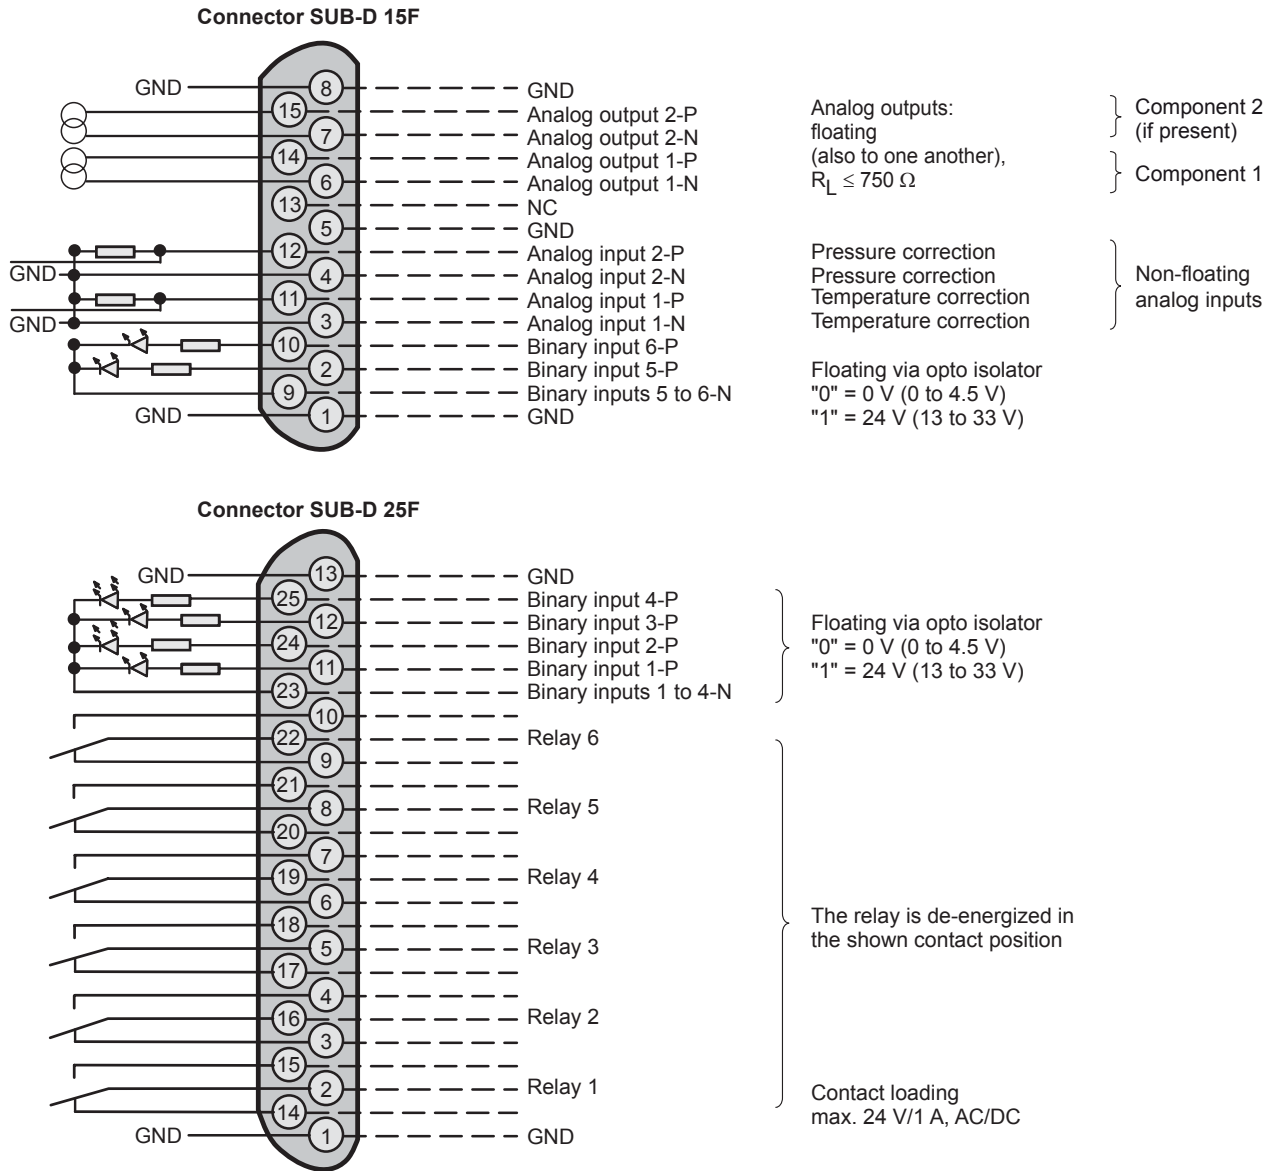 Connector SUB-D 15F
GND 8 GND
15 Analog output 2-P
7 Analog output 2-N
14 Analog output 1-P
6 Analog output 1-N
13 NC
5 GND
12 Analog input 2-P
GND 4 Analog input 2-N
11 Analog input 1-P
GND 3 Analog input 1-N
10 Binary input 6-P
2 Binary input 5-P
9 Binary inputs 5 to 6-N
GND 1 GND
Analog outputs:
floating
(also to one another),
RL ≤ 750 Ω
Component 2
(if present)
Component 1
Pressure correction
Pressure correction
Temperature correction
Temperature correction
Non-floating
analog inputs
Floating via opto isolator
"0" = 0 V (0 to 4.5 V)
"1" = 24 V (13 to 33 V)
Connector SUB-D 25F
GND 13 GND
25 Binary input 4-P
12 Binary input 3-P
24 Binary input 2-P
11 Binary input 1-P
23 Binary inputs 1 to 4-N
10
22 Relay 6
9
21
8 Relay 5
20
7
19 Relay 4
6
18
5 Relay 3
17
4
16 Relay 2
3
15
2 Relay 1
14
GND 1 GND
Floating via opto isolator
"0" = 0 V (0 to 4.5 V)
"1" = 24 V (13 to 33 V)
The relay is de-energized in
the shown contact position
Contact loading
max. 24 V/1 A, AC/DC